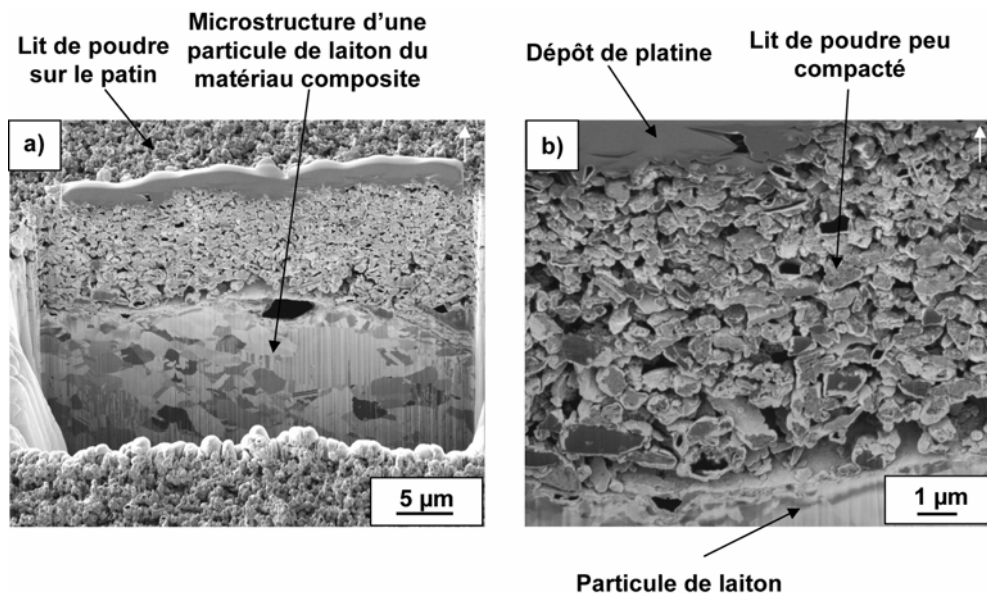 Lit de poudre
sur le patin
Microstructure d’une
particule de laiton du
matériau composite
a)
5 µm
Dépôt de platine
Lit de poudre peu
compacté
b)
1 µm
Particule de laiton